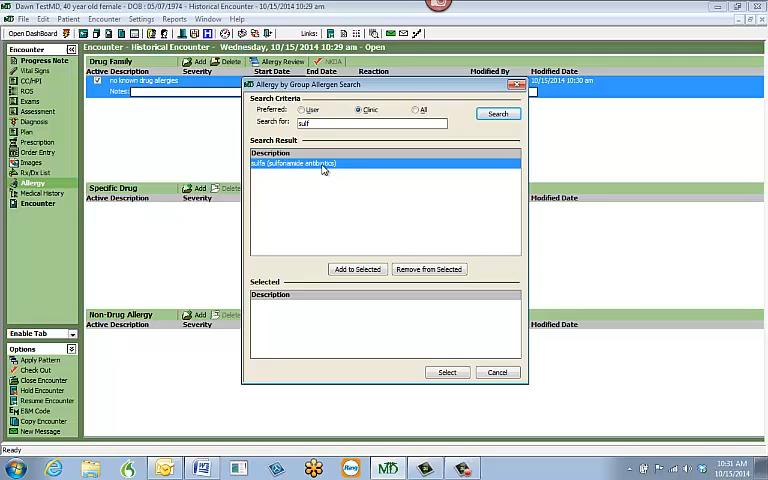 Dawn TestMD, 40 year old female - DOB : 05/07/1974 - Historical Encounter - 10/15/2014 10:29 am
File Edit Patient Encounter Settings Reports Window Help
Open DashBoard Links:
Encounter
Encounter - Historical Encounter - Wednesday, 10/15/2014 10:29 am - Open
Progress Note
Vital Signs
CC/HPI
ROS
Exams
Assessment
Diagnosis
Plan
Prescription
Order Entry
Images
Rx/Dx List
Allergy
Medical History
Encounter
Enable Tab
Options
Apply Pattern
Check Out
Close Encounter
Hold Encounter
Resume Encounter
E&M Code
Copy Encounter
New Message
Drug Family Add Delete Allergy Review NKDA
Active Description Severity Start Date End Date Reaction Modified By Modified Date
no known drug allergies 10/15/2014 10:30 am
Notes:
Specific Drug Add Delete
Active Description Severity Modified Date
Non-Drug Allergy Add Delete
Active Description Severity Modified Date
Allergy by Group Allergen Search
Search Criteria
Preferred: User Clinic All
Search
Search for: sulf
Search Result
Description
sulfa (sulfonamide antibiotics)
Add to Selected Remove from Selected
Selected
Description
Select Cancel
Ready
Ring
MD
10:31 AM
10/15/2014